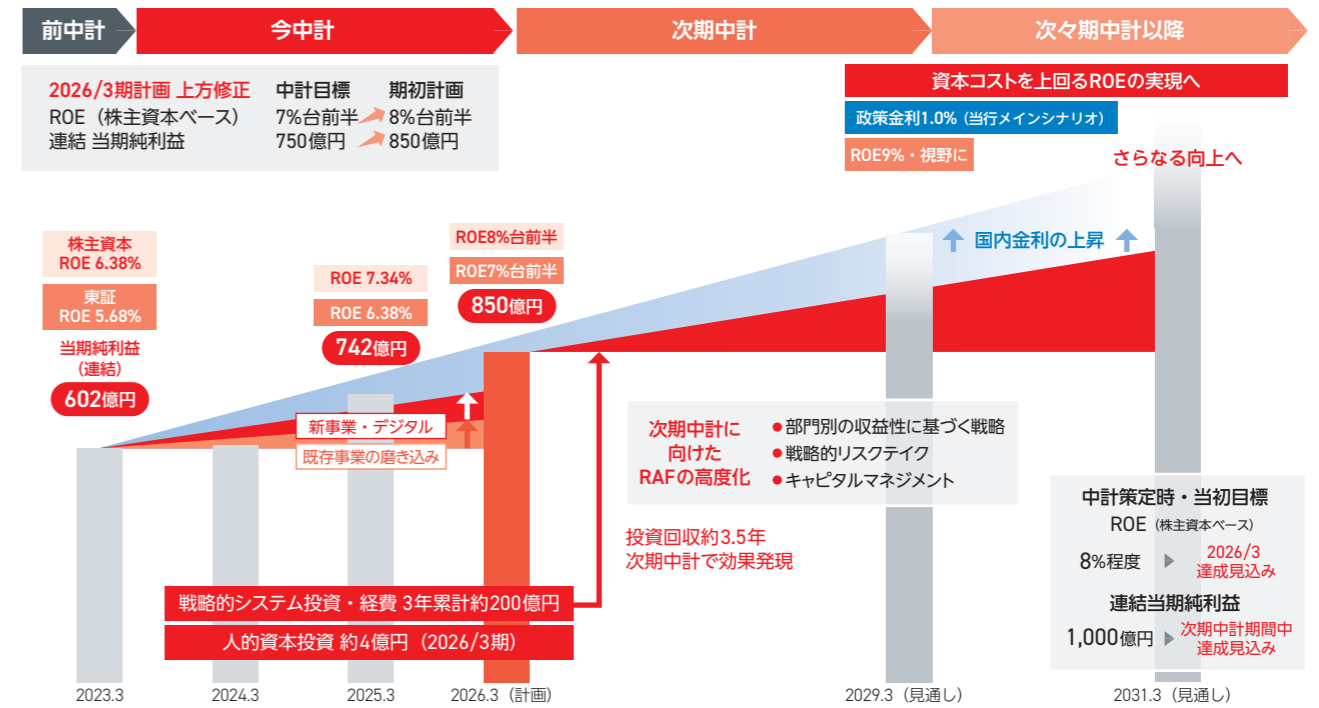 前中計
今中計
次期中計
次々期中計以降
2026/3期計画 上方修正 中計目標 期初計画
ROE（株主資本ベース） 7%台前半 8%台前半
連結 当期純利益 750億円 850億円
資本コストを上回るROEの実現へ
政策金利1.0%（当行メインシナリオ）
ROE9%・視野に
さらなる向上へ
国内金利の上昇
株主資本
ROE 6.38%
東証
ROE 5.68%
当期純利益
（連結）
602億円
ROE 7.34%
ROE 6.38%
742億円
ROE8%台前半
ROE7%台前半
850億円
新事業・デジタル
既存事業の磨き込み
次期中計に
向けた
RAFの高度化
●部門別の収益性に基づく戦略
●戦略的リスクテイク
●キャピタルマネジメント
投資回収約3.5年
次期中計で効果発現
戦略的システム投資・経費 3年累計約200億円
人的資本投資 約4億円（2026/3期）
中計策定時・当初目標
ROE（株主資本ベース）
8%程度
2026/3
達成見込み
連結当期純利益
1,000億円
次期中計期間中
達成見込み
2023.3
2024.3
2025.3
2026.3（計画）
2029.3（見通し）
2031.3（見通し）